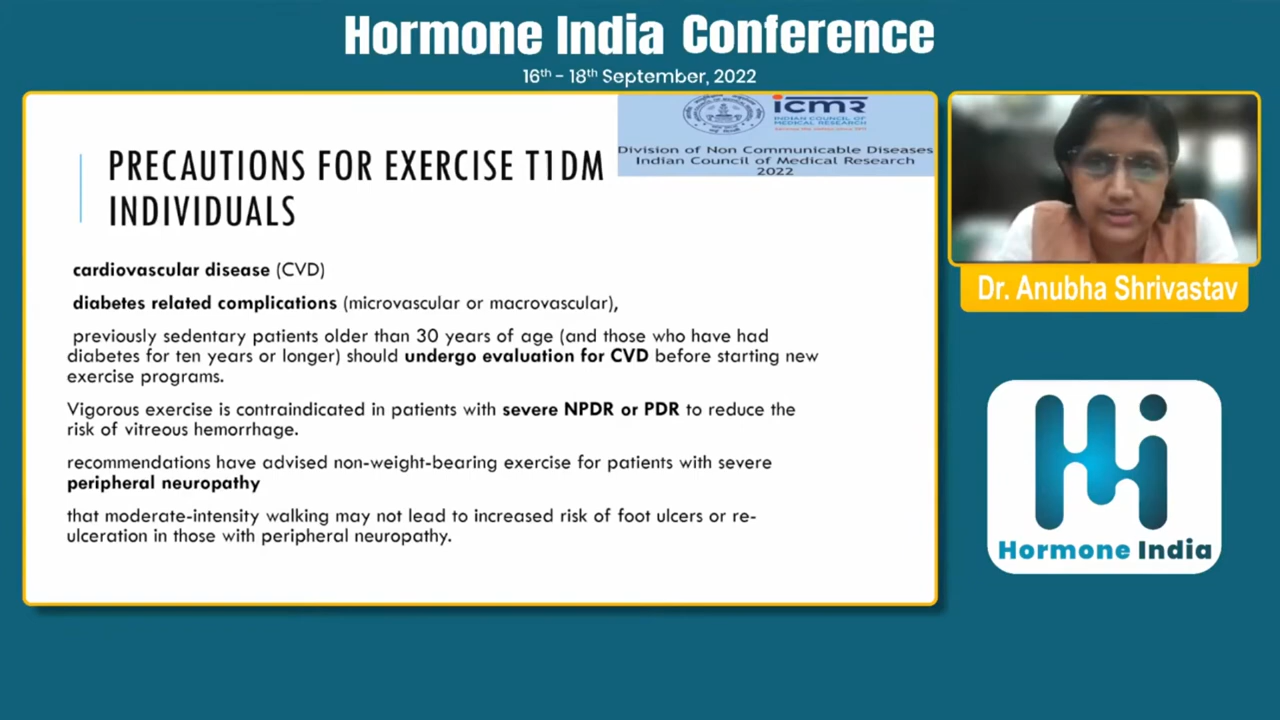 Hormone India Conference
16th - 18th September, 2022
icmr
INDIAN COUNCIL OF
MEDICAL RESEARCH
Division of Non Communicable Diseases
Indian Council of Medical Research
2022
PRECAUTIONS FOR EXERCISE T1DM
INDIVIDUALS
cardiovascular disease (CVD)
diabetes related complications (microvascular or macrovascular),
previously sedentary patients older than 30 years of age (and those who have had
diabetes for ten years or longer) should undergo evaluation for CVD before starting new
exercise programs.
Vigorous exercise is contraindicated in patients with severe NPDR or PDR to reduce the
risk of vitreous hemorrhage.
recommendations have advised non-weight-bearing exercise for patients with severe
peripheral neuropathy
that moderate-intensity walking may not lead to increased risk of foot ulcers or re-
ulceration in those with peripheral neuropathy.
Dr. Anubha Shrivastav
Hormone India